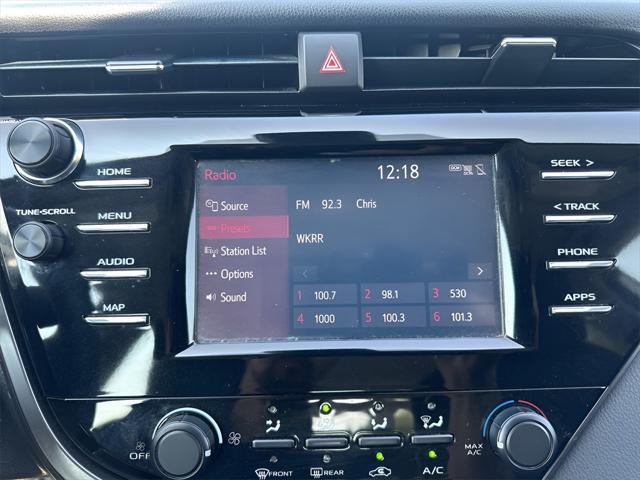 Radio 12:18
HOME
SEEK >
Source FM 92.3 Chris
TUNE•SCROLL
MENU
< TRACK
Presets
WKRR
Station List
AUDIO
PHONE
Options
MAP
APPS
Sound
1 100.7 2 98.1 3 530
4 1000 5 100.3 6 101.3
OFF
MAX A/C
FRONT REAR A/C